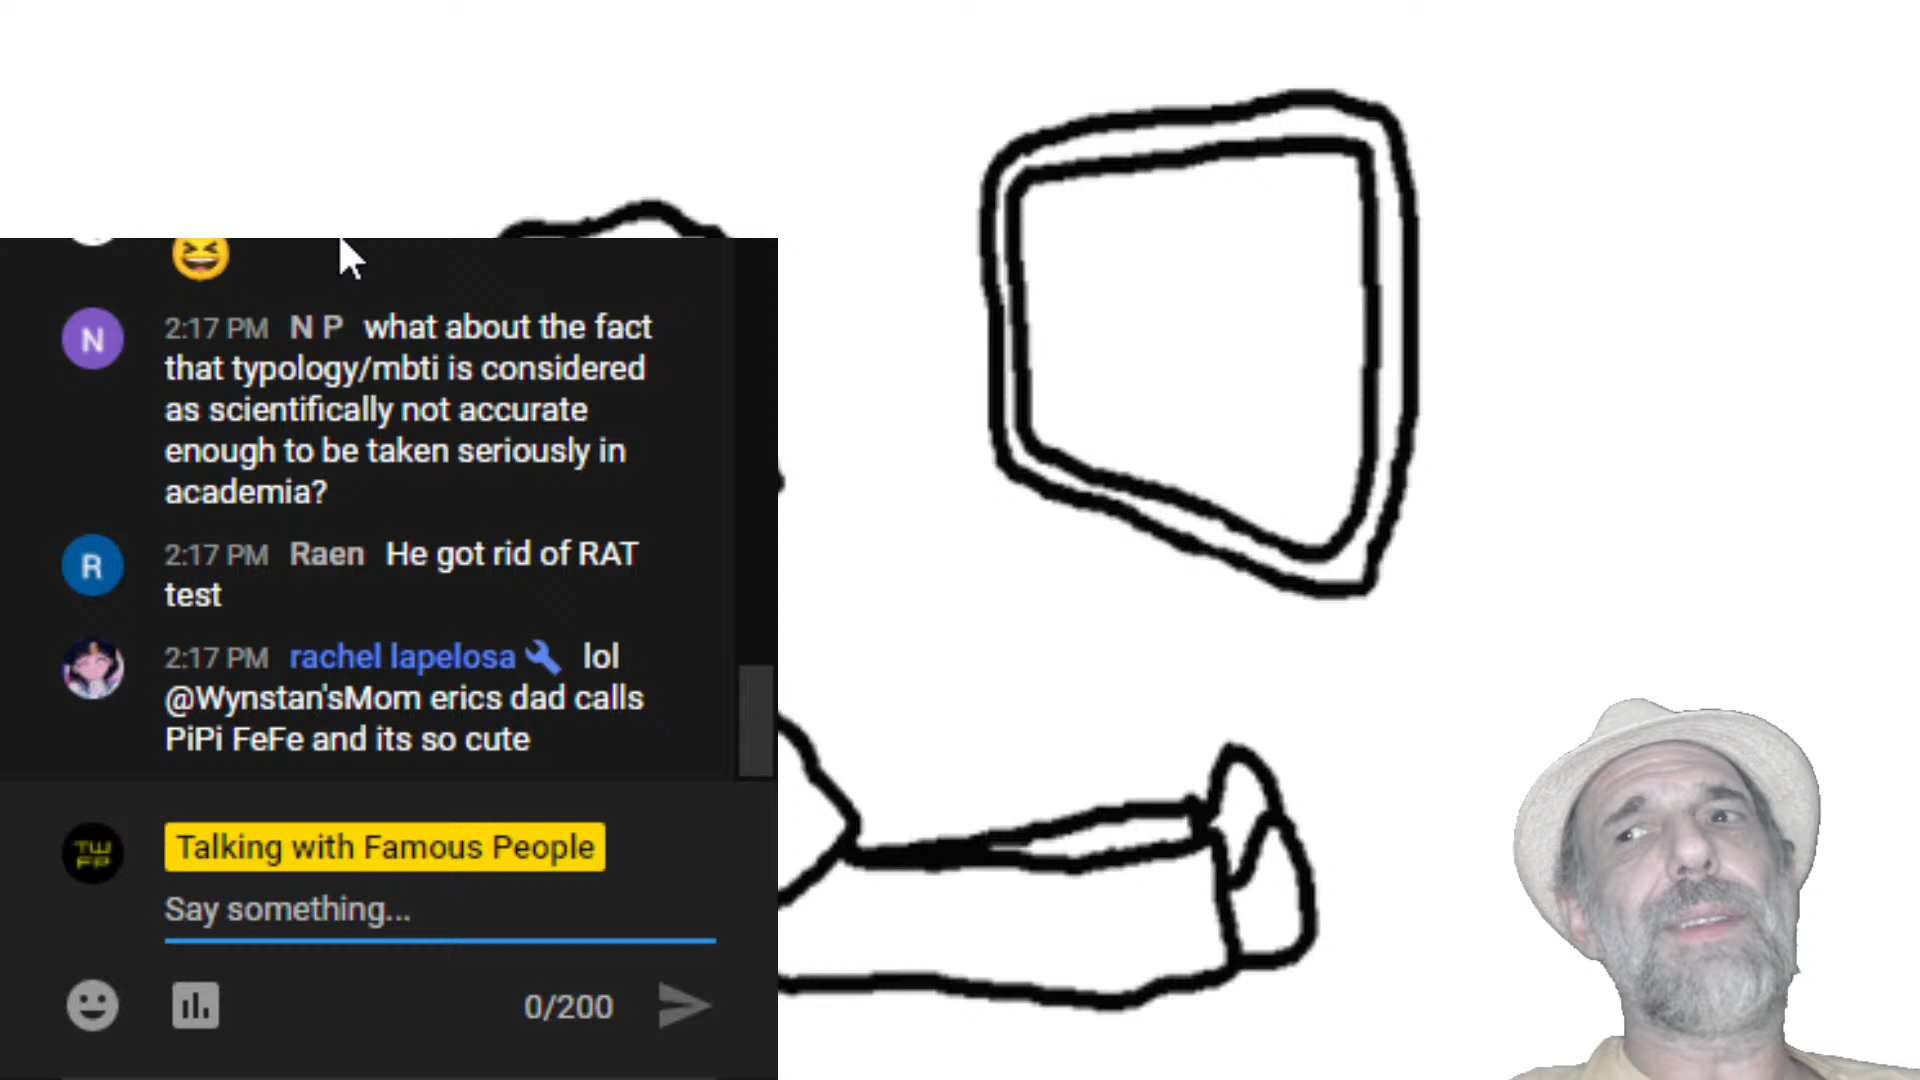 N
2:17 PM N P what about the fact
that typology/mbti is considered
as scientifically not accurate
enough to be taken seriously in
academia?
R
2:17 PM Raen He got rid of RAT
test
2:17 PM rachel lapelosa lol
@Wynstan'sMom erics dad calls
PiPi FeFe and its so cute
TW
FP
Talking with Famous People
Say something...
0/200